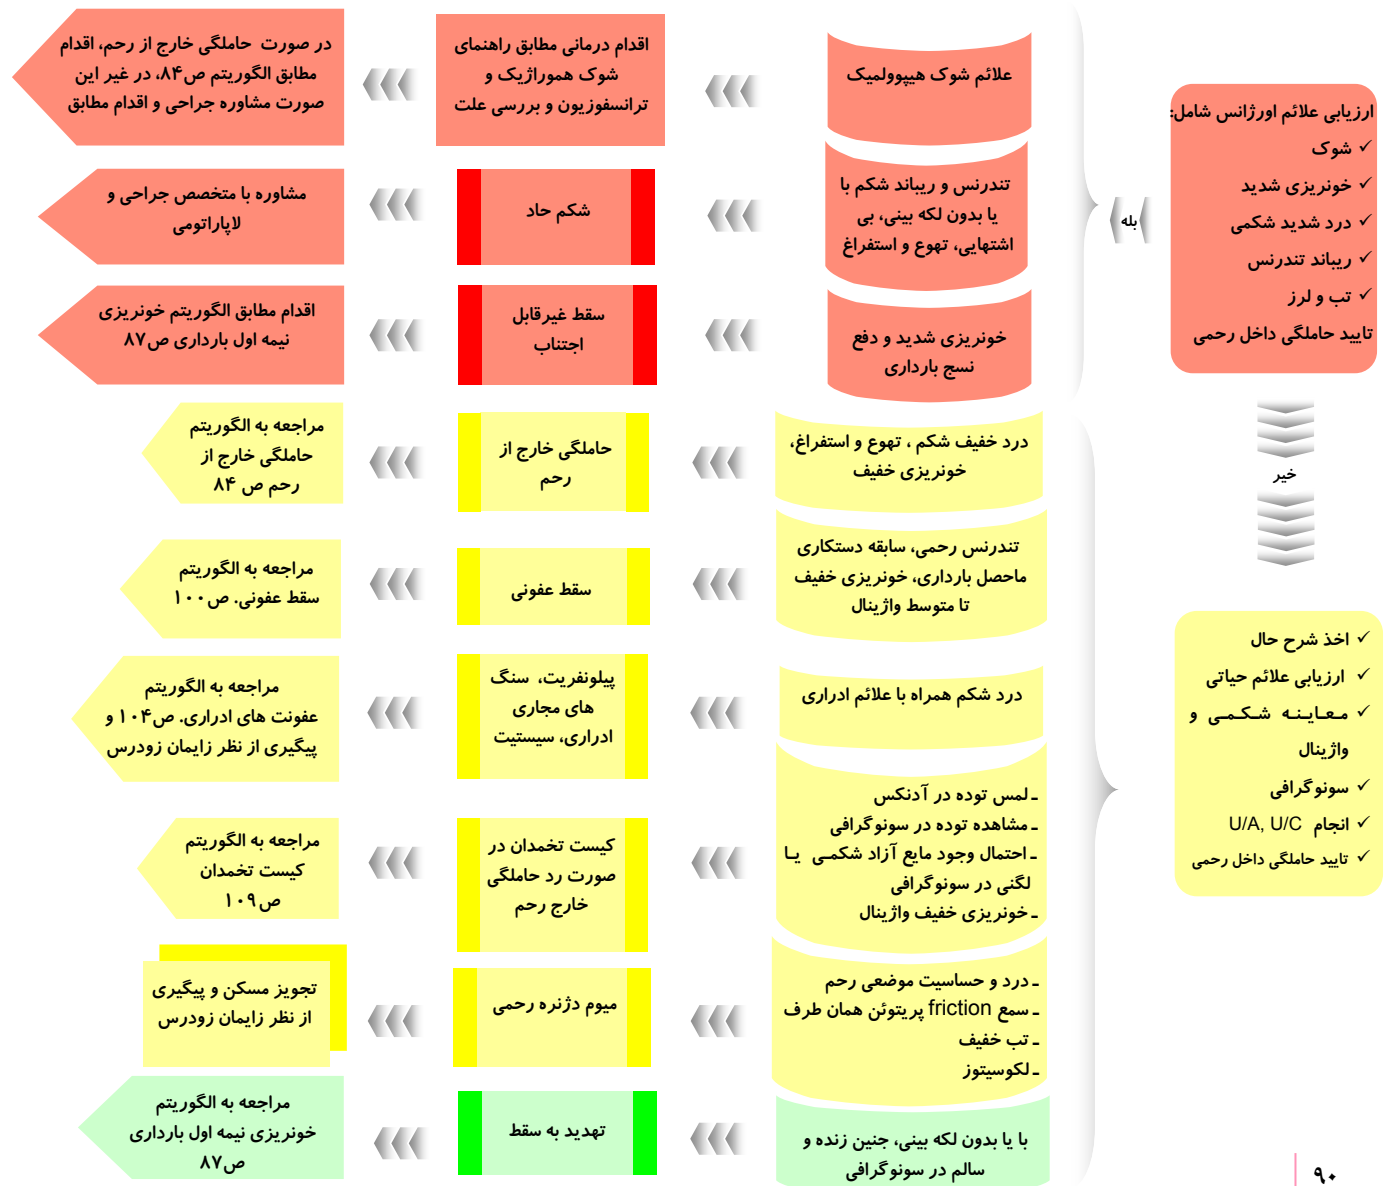 ارزیابی علائم اورژانس شامل:
✓ شوک
✓ خونریزی شدید
✓ درد شدید شکمی
✓ ریباند تندرنس
✓ تب و لرز
تایید حاملگی داخل رحمی
بله
علائم شوک هیپوولمیک
اقدام درمانی مطابق راهنمای
شوک هموراژیک و
ترانسفوزیون و بررسی علت
در صورت حاملگی خارج از رحم، اقدام
مطابق الگوریتم ص۸۴، در غیر این
صورت مشاوره جراحی و اقدام مطابق
تندرنس و ریباند شکم با
یا بدون لکه بینی، بی
اشتهایی، تهوع و استفراغ
شکم حاد
مشاوره با متخصص جراحی و
لاپاراتومی
خونریزی شدید و دفع
نسج بارداری
سقط غیرقابل
اجتناب
اقدام مطابق الگوریتم خونریزی
نیمه اول بارداری ص۸۷
خیر
✓ اخذ شرح حال
✓ ارزیابی علائم حیاتی
✓ معاینه شکمی و
واژینال
✓ سونوگرافی
✓ انجام U/A, U/C
✓ تایید حاملگی داخل رحمی
درد خفیف شکم ، تهوع و استفراغ،
خونریزی خفیف
حاملگی خارج از
رحم
مراجعه به الگوریتم
حاملگی خارج از
رحم ص ۸۴
تندرنس رحمی، سابقه دستکاری
ماحصل بارداری، خونریزی خفیف
تا متوسط واژینال
سقط عفونی
مراجعه به الگوریتم
سقط عفونی. ص۱۰۰
درد شکم همراه با علائم ادراری
پیلونفریت، سنگ
های مجاری
ادراری، سیستیت
مراجعه به الگوریتم
عفونت های ادراری. ص۱۰۴ و
پیگیری از نظر زایمان زودرس
ـ لمس توده در آدنکس
ـ مشاهده توده در سونوگرافی
ـ احتمال وجود مایع آزاد شکمی یا
لگنی در سونوگرافی
ـ خونریزی خفیف واژینال
کیست تخمدان در
صورت رد حاملگی
خارج رحم
مراجعه به الگوریتم
کیست تخمدان
ص۱۰۹
ـ درد و حساسیت موضعی رحم
ـ سمع friction پریتوئن همان طرف
ـ تب خفیف
ـ لکوسیتوز
میوم دژنره رحمی
تجویز مسکن و پیگیری
از نظر زایمان زودرس
با یا بدون لکه بینی، جنین زنده و
سالم در سونوگرافی
تهدید به سقط
مراجعه به الگوریتم
خونریزی نیمه اول بارداری
ص۸۷
۹۰